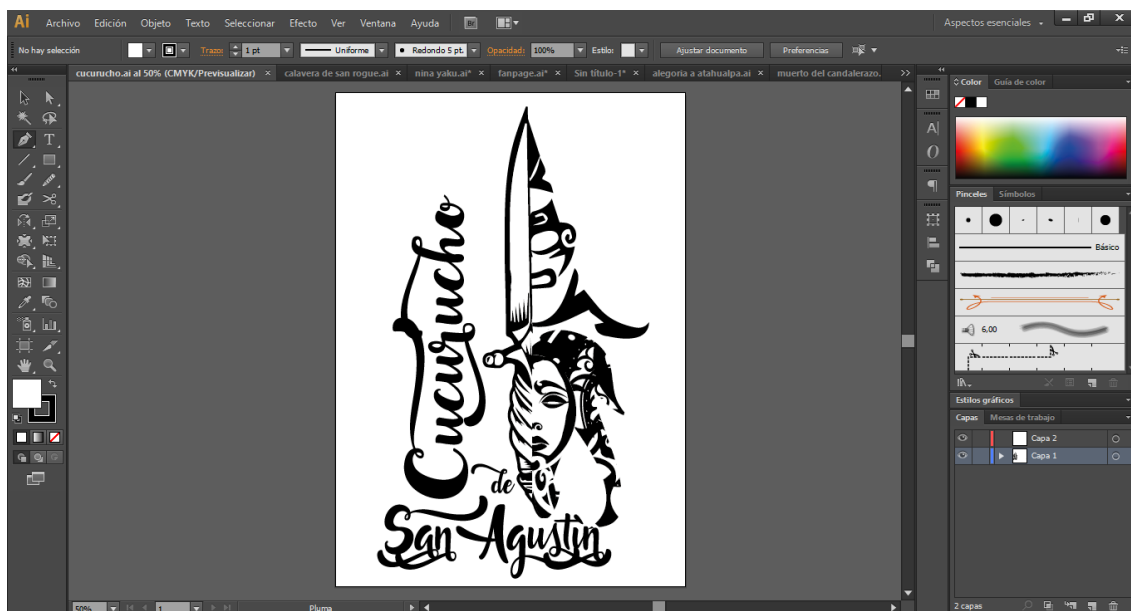 Ai Archivo Edición Objeto Texto Seleccionar Efecto Ver Ventana Ayuda Br Aspectos esenciales
No hay selección Trazo: 1 pt Uniforme Redondo 5 pt. Opacidad: 100% Estilo: Ajustar documento Preferencias
cucurucho.ai al 50% (CMYK/Previsualizar) × calavera de san rogue.ai × nina yaku.ai* × fanpage.ai* × Sin título-1* × alegoria a atahualpa.ai × muerto del candalerazo.
Color Guía de color
Pinceles Símbolos
Básico
6,00
Estilos gráficos
Capas Mesas de trabajo
Capa 2
Capa 1
Cucurucho
de
San Agustin
50% 1 Pluma
2 capas